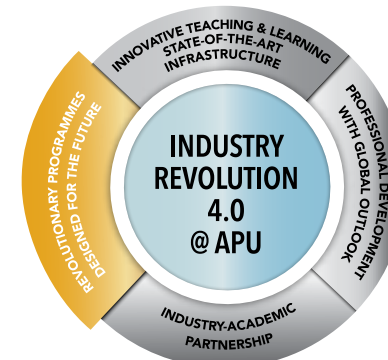 INNOVATIVE TEACHING & LEARNING
STATE-OF-THE-ART
INFRASTRUCTURE
PROFESSIONAL DEVELOPMENT
WITH GLOBAL OUTLOOK
INDUSTRY-ACADEMIC
PARTNERSHIP
REVOLUTIONARY PROGRAMMES
DESIGNED FOR THE FUTURE
INDUSTRY
REVOLUTION
4.0
@ APU